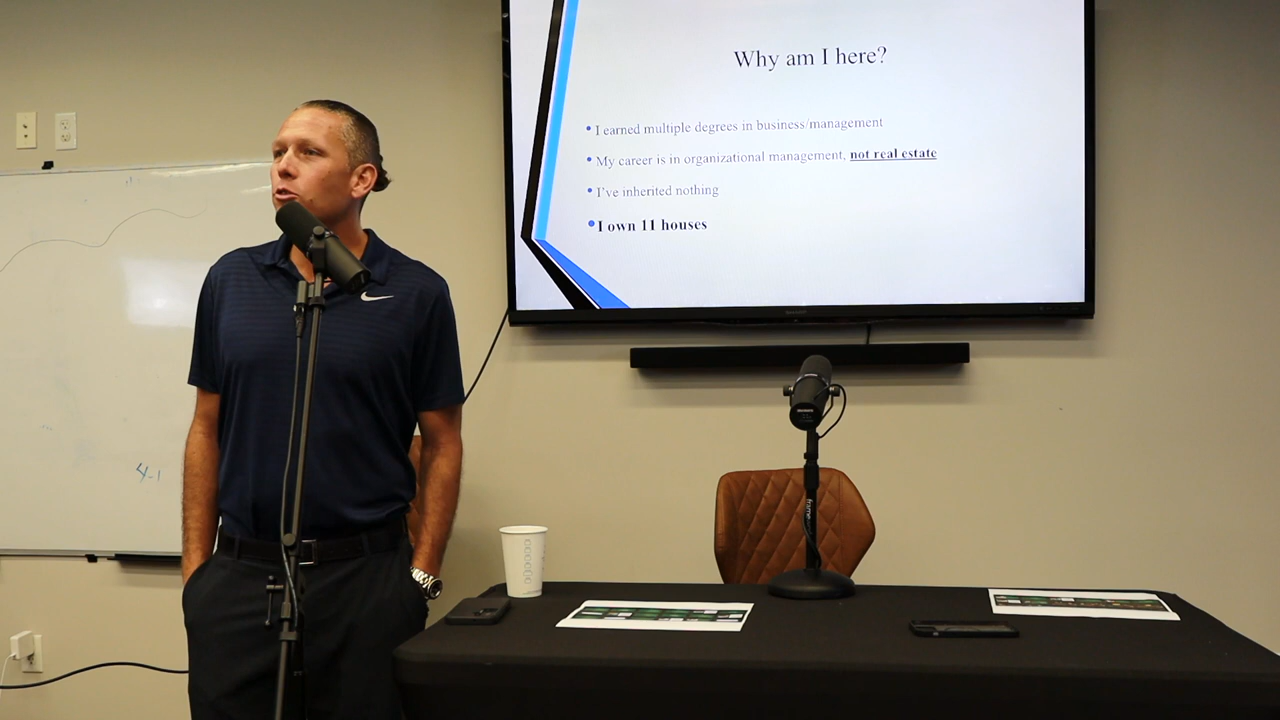 Why am I here?
• I earned multiple degrees in business/management
• My career is in organizational management, not real estate
• I've inherited nothing
• I own 11 houses
4-1
frame